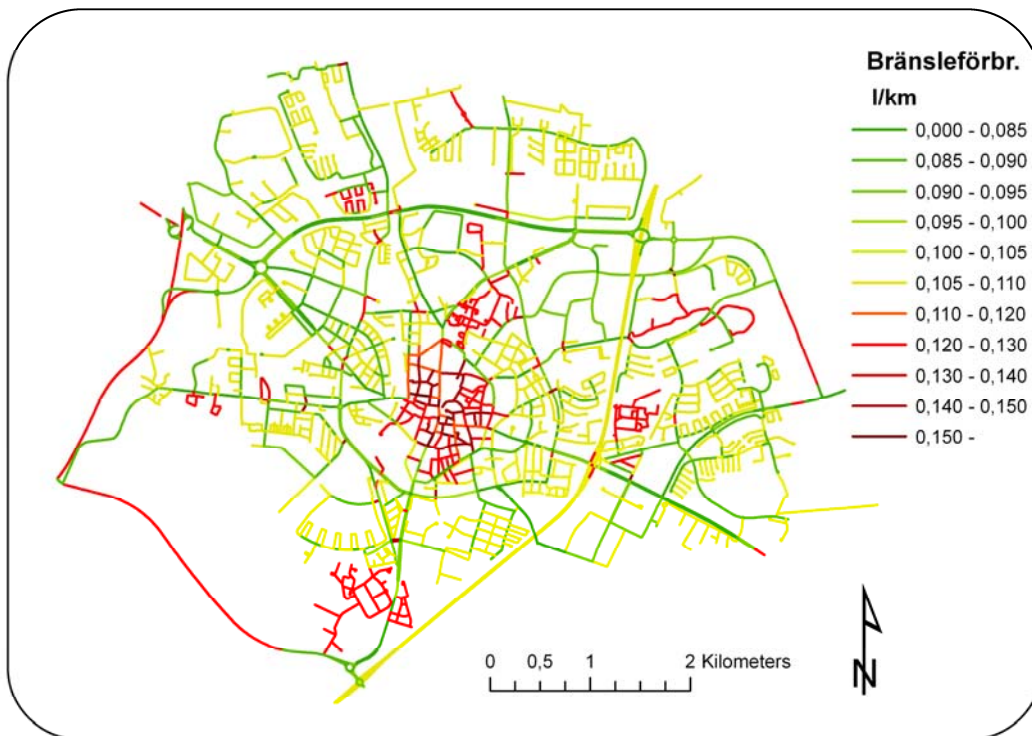 Bränsleförbr.
l/km
0,000 - 0,085
0,085 - 0,090
0,090 - 0,095
0,095 - 0,100
0,100 - 0,105
0,105 - 0,110
0,110 - 0,120
0,120 - 0,130
0,130 - 0,140
0,140 - 0,150
0,150 -
0 0,5 1 2 Kilometers
N